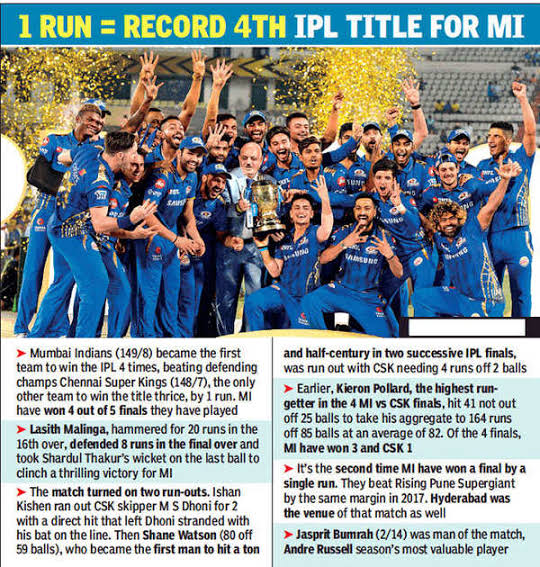 1 RUN = RECORD 4TH IPL TITLE FOR MI
SAMSUNG
SAMSUNG
SAMSUNG
➤ Mumbai Indians (149/8) became the first
team to win the IPL 4 times, beating defending
champs Chennai Super Kings (148/7), the only
other team to win the title thrice, by 1 run. MI
have won 4 out of 5 finals they have played
➤ Lasith Malinga, hammered for 20 runs in the
16th over, defended 8 runs in the final over and
took Shardul Thakur's wicket on the last ball to
clinch a thrilling victory for MI
➤ The match turned on two run-outs. Ishan
Kishen ran out CSK skipper M S Dhoni for 2
with a direct hit that left Dhoni stranded with
his bat on the line. Then Shane Watson (80 off
59 balls), who became the first man to hit a ton
and half-century in two successive IPL finals,
was run out with CSK needing 4 runs off 2 balls
➤ Earlier, Kieron Pollard, the highest run-
getter in the 4 MI vs CSK finals, hit 41 not out
off 25 balls to take his aggregate to 164 runs
off 85 balls at an average of 82. Of the 4 finals,
MI have won 3 and CSK 1
➤ It's the second time MI have won a final by a
single run. They beat Rising Pune Supergiant
by the same margin in 2017. Hyderabad was
the venue of that match as well
➤ Jasprit Bumrah (2/14) was man of the match,
Andre Russell season's most valuable player